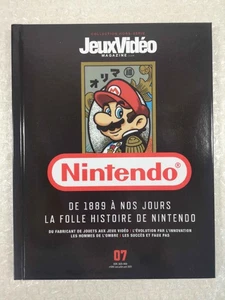 JeuxVidéo
MAGAZINE
オリマ
Nintendo®
DE 1889 À NOS JOURS
LA FOLLE HISTOIRE DE NINTENDO
DU FABRICANT DE JOUETS AUX JEUX VIDÉO : L'ÉVOLUTION PAR L'INNOVATION
LES HOMMES DE L'OMBRE : LES SUCCÈS ET FAUX PAS
07